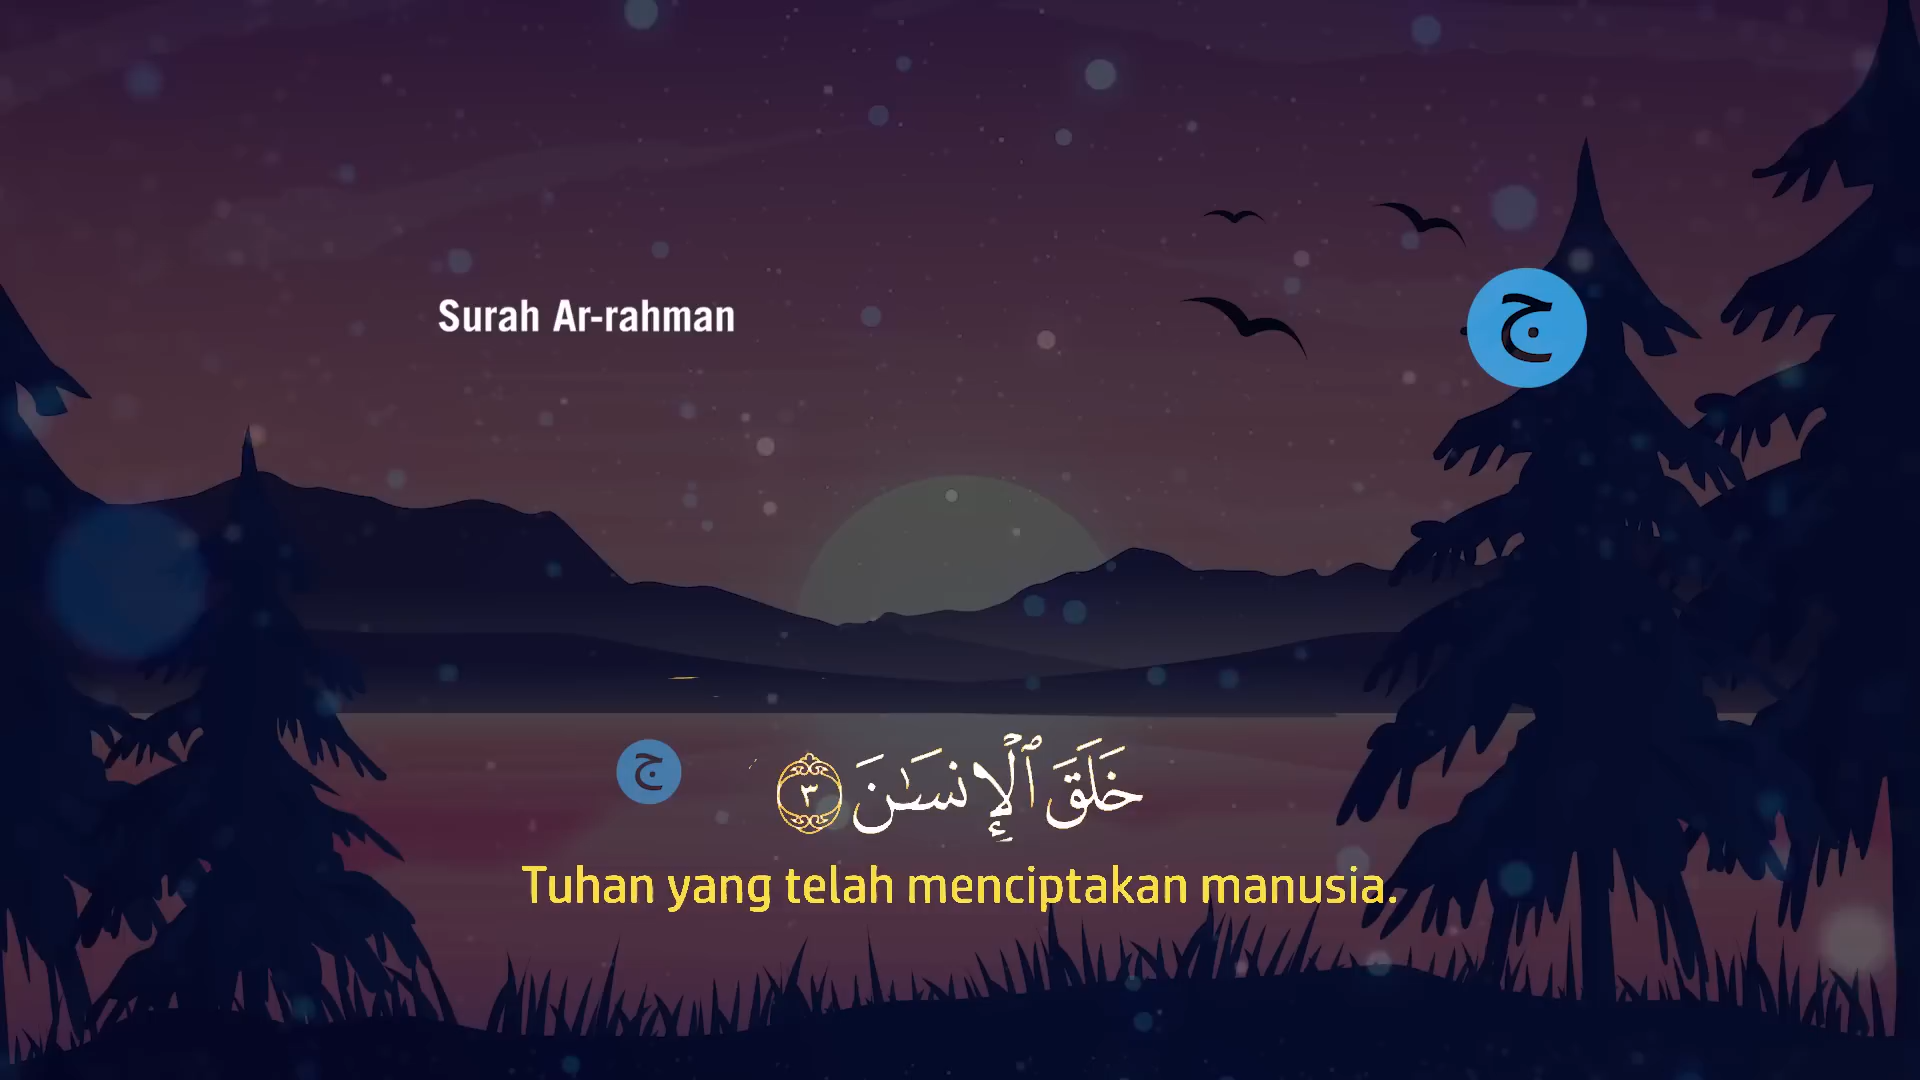 Surah Ar-rahman
ج
ج
خَلَقَ ٱلْإِنسَـٰنَ ٣
Tuhan yang telah menciptakan manusia.